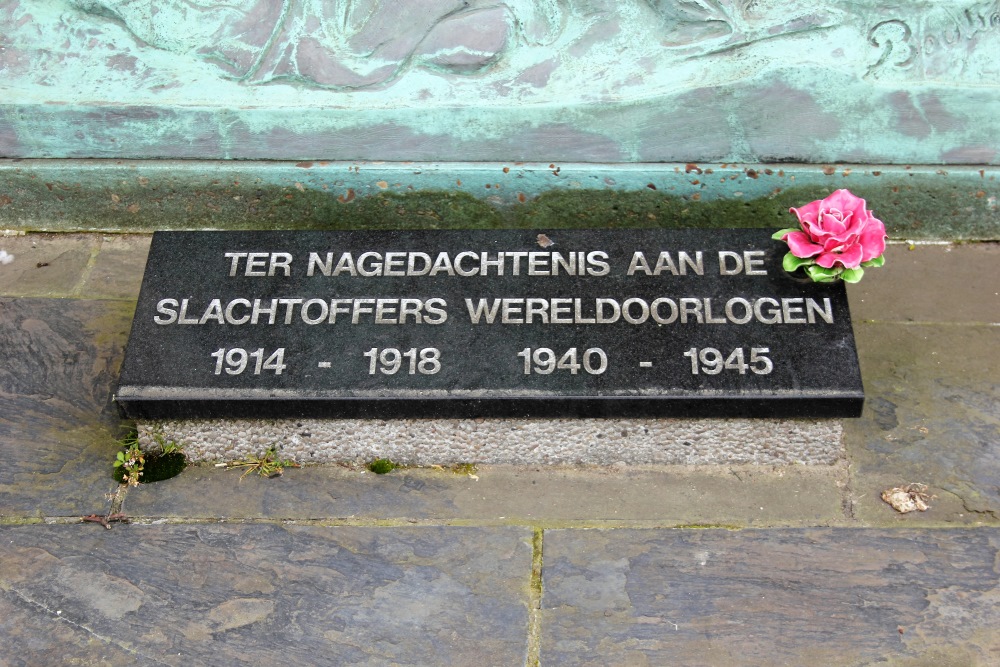 TER NAGEDACHTENIS AAN DE
SLACHTOFFERS WERELDOORLOGEN
1914 - 1918 1940 - 1945